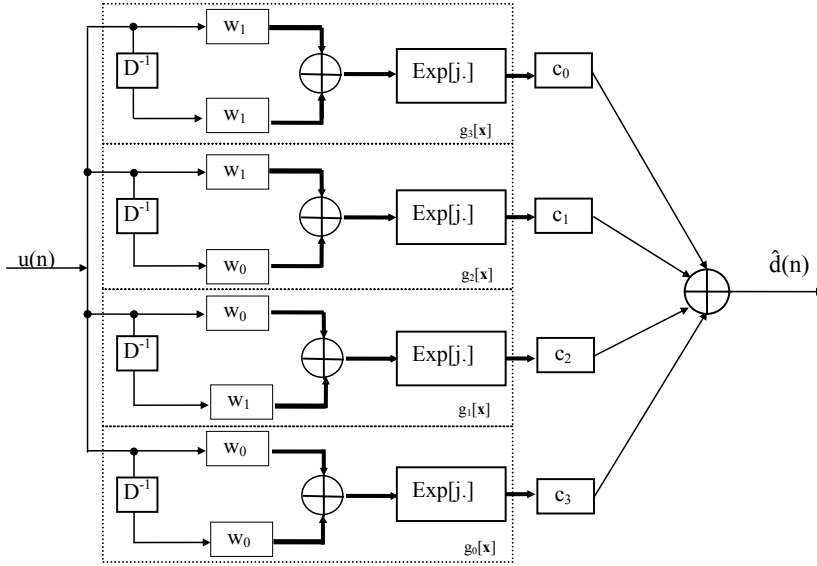 w₁
D⁻¹
Exp[j.]
c₀
w₁
g₃[x]
w₁
D⁻¹
Exp[j.]
c₁
w₀
g₂[x]
u(n)
d̂(n)
w₀
D⁻¹
Exp[j.]
c₂
w₁
g₁[x]
w₀
D⁻¹
Exp[j.]
c₃
w₀
g₀[x]